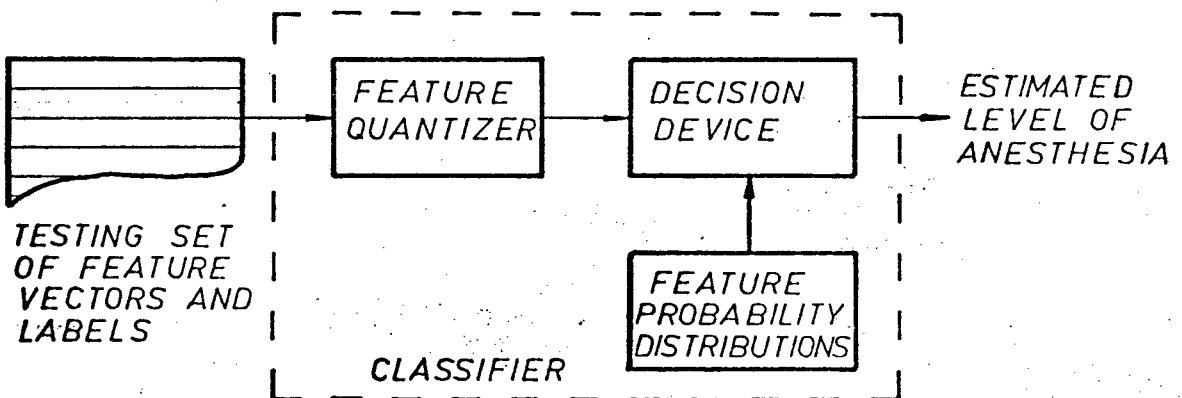 FEATURE
QUANTIZER
DECISION
DEVICE
ESTIMATED
LEVEL OF
ANESTHESIA
TESTING SET
OF FEATURE
VECTORS AND
LABELS
FEATURE
PROBABILITY
DISTRIBUTIONS
CLASSIFIER